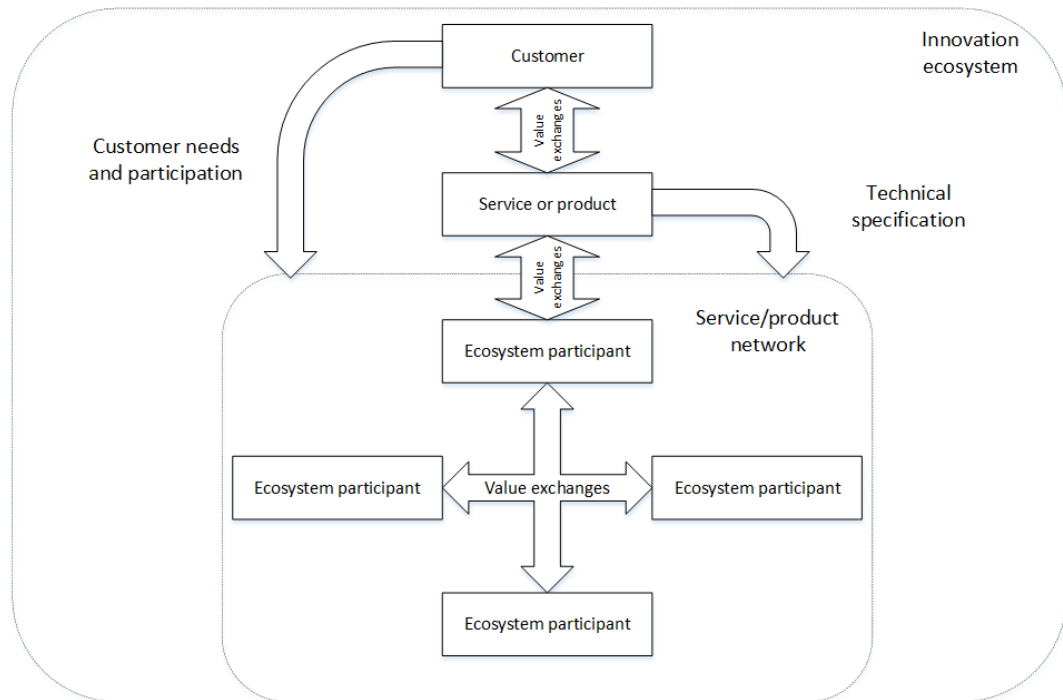 Innovation
ecosystem
Customer
Value
exchanges
Customer needs
and participation
Service or product
Technical
specification
Value
exchanges
Service/product
network
Ecosystem participant
Ecosystem participant
Value exchanges
Ecosystem participant
Ecosystem participant